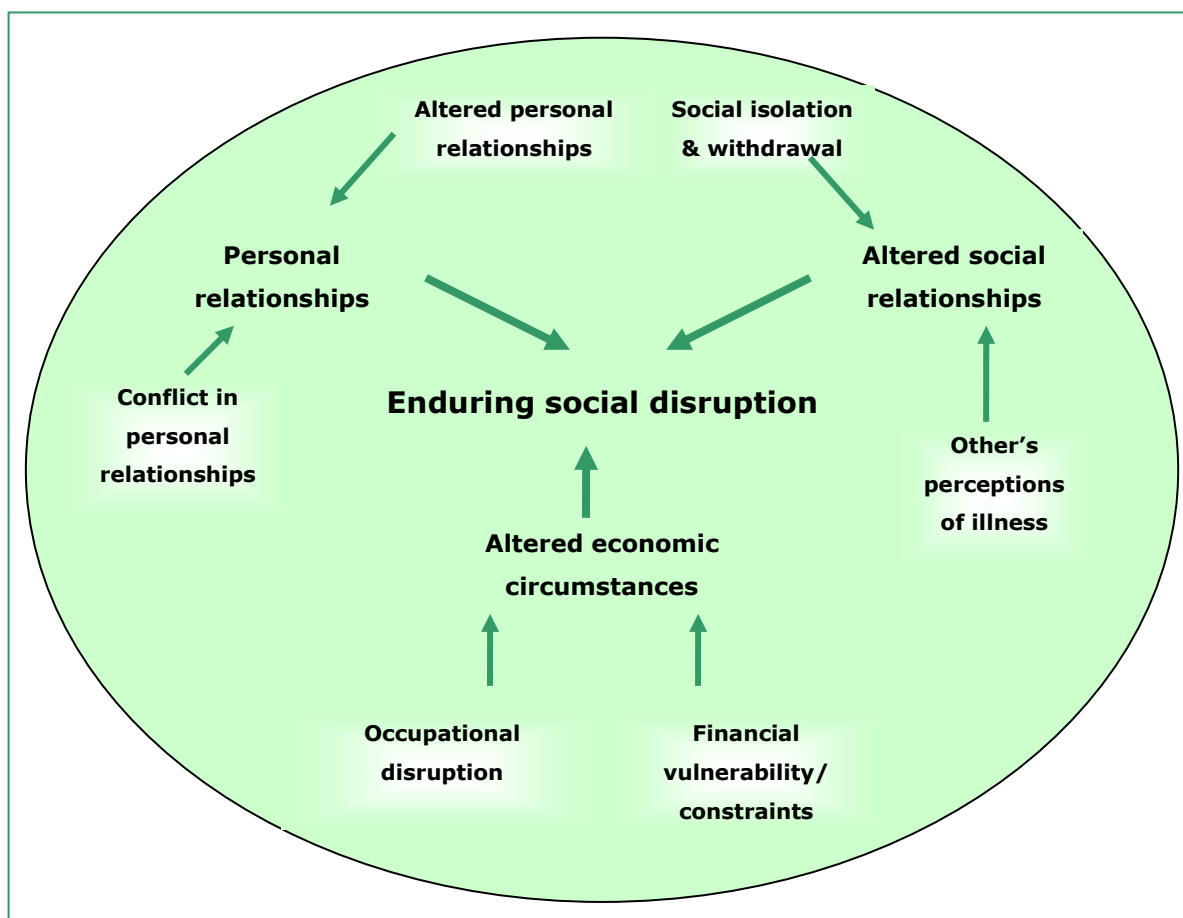 Altered personal
relationships
Social isolation
& withdrawal
Personal
relationships
Altered social
relationships
Conflict in
personal
relationships
Enduring social disruption
Other’s
perceptions
of illness
Altered economic
circumstances
Occupational
disruption
Financial
vulnerability/
constraints